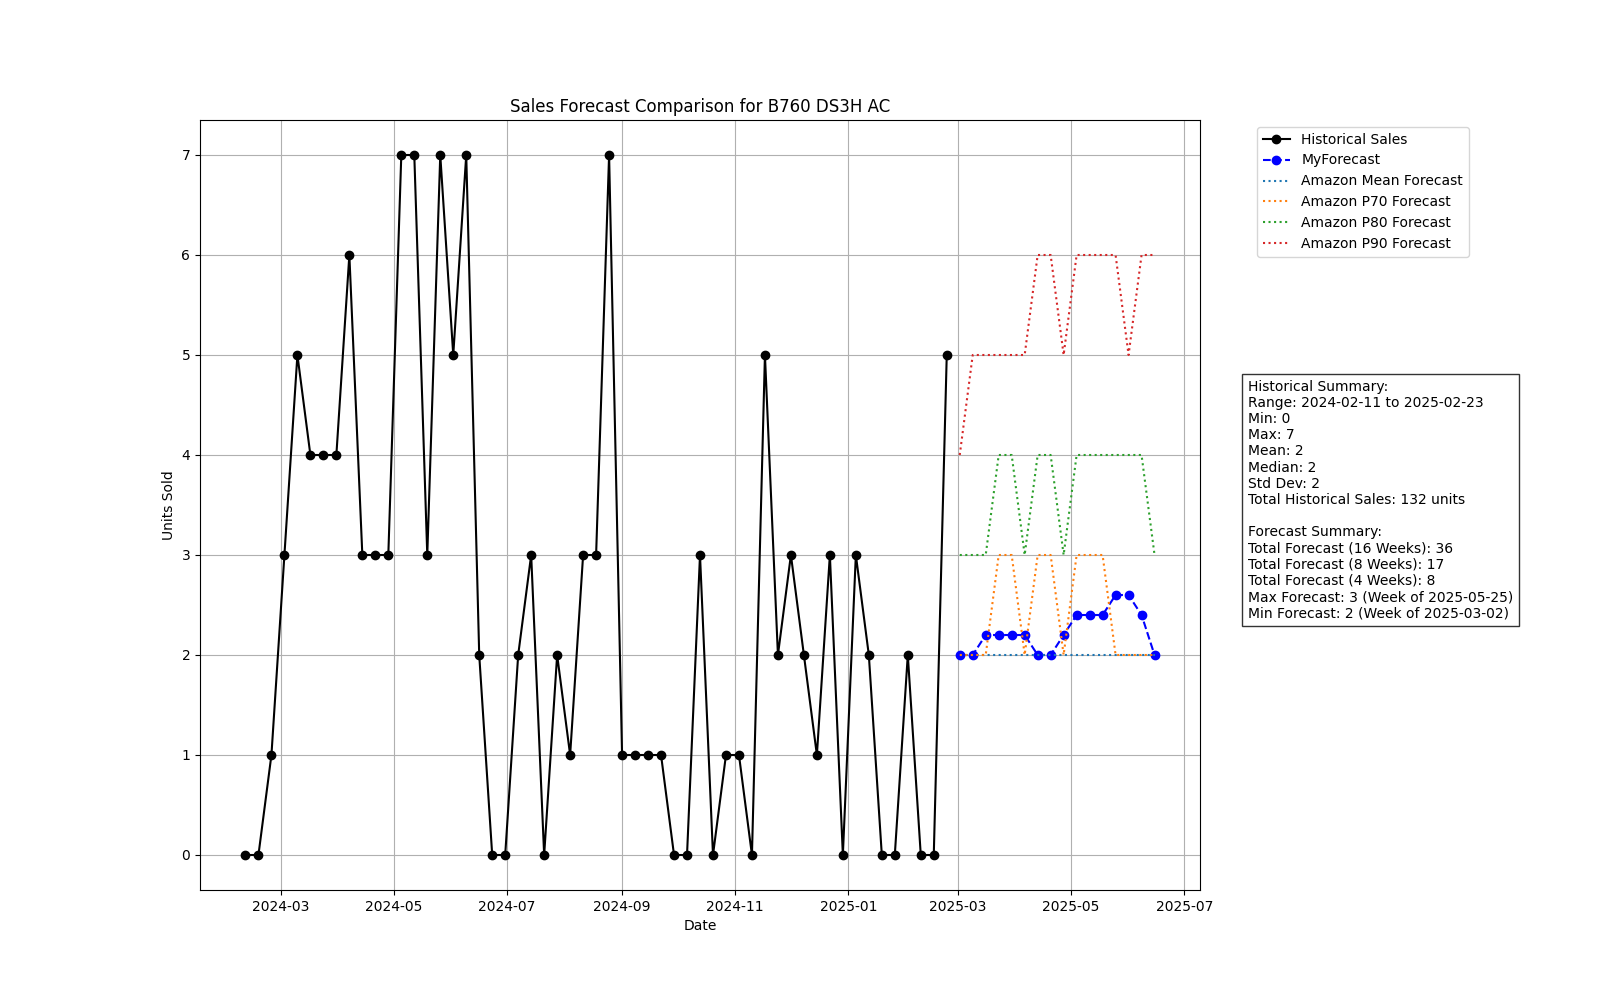 Sales Forecast Comparison for B760 DS3H AC
Units Sold
7
6
5
4
3
2
1
0
2024-03
2024-05
2024-07
2024-09
2024-11
2025-01
2025-03
2025-05
2025-07
Date
Historical Sales
MyForecast
Amazon Mean Forecast
Amazon P70 Forecast
Amazon P80 Forecast
Amazon P90 Forecast
Historical Summary:
Range: 2024-02-11 to 2025-02-23
Min: 0
Max: 7
Mean: 2
Median: 2
Std Dev: 2
Total Historical Sales: 132 units
Forecast Summary:
Total Forecast (16 Weeks): 36
Total Forecast (8 Weeks): 17
Total Forecast (4 Weeks): 8
Max Forecast: 3 (Week of 2025-05-25)
Min Forecast: 2 (Week of 2025-03-02)